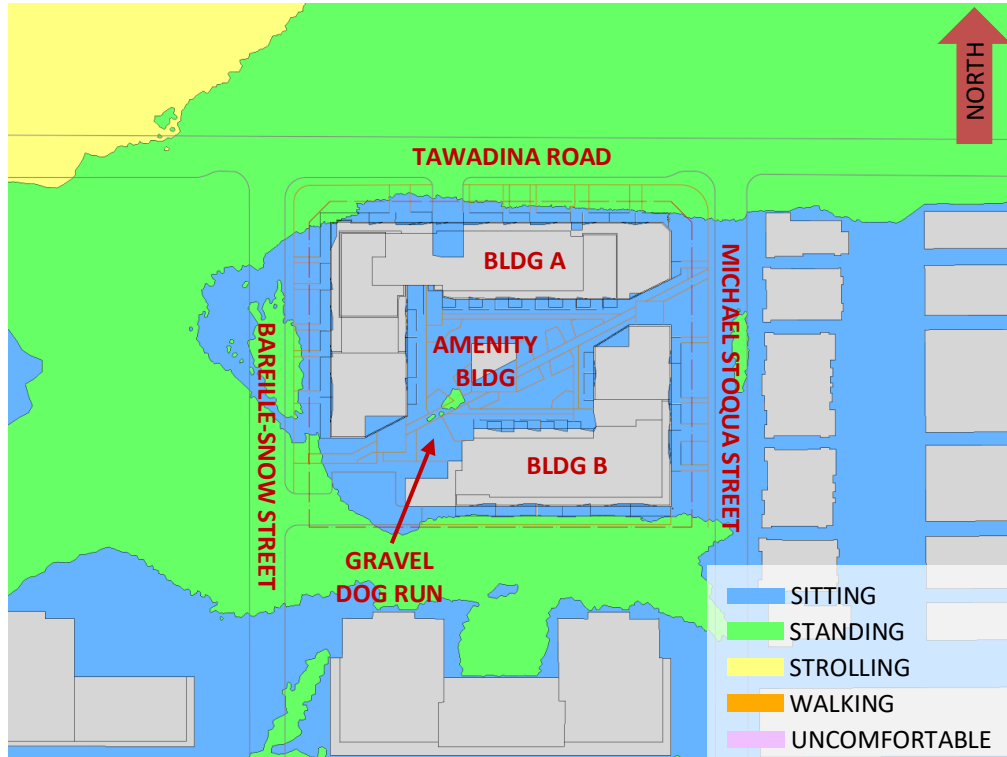 NORTH
TAWADINA ROAD
BLDG A
MICHAEL STOQUA STREET
BAREILLE-SNOW STREET
AMENITY
BLDG
BLDG B
GRAVEL
DOG RUN
SITTING
STANDING
STROLLING
WALKING
UNCOMFORTABLE